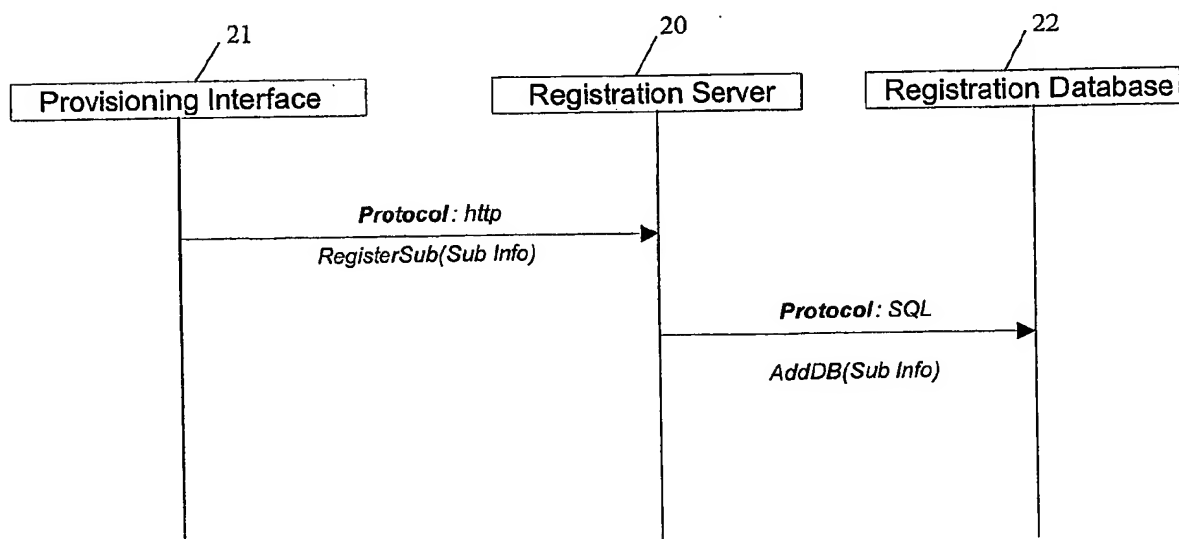 21
20
22
Provisioning Interface
Registration Server
Registration Database
Protocol: http
RegisterSub(Sub Info)
Protocol: SQL
AddDB(Sub Info)